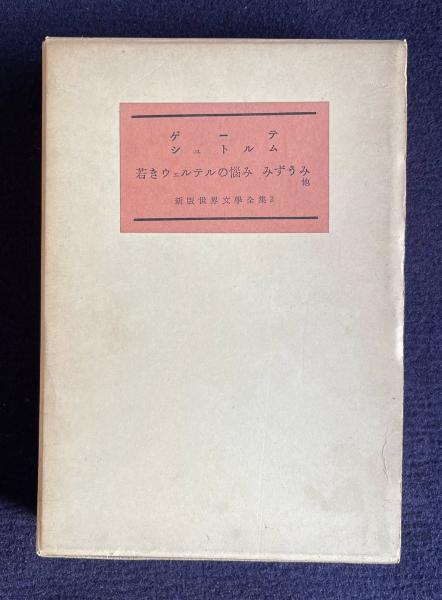 ゲーテ
シュトルム
若きウェルテルの悩み みずうみ
他
新版世界文學全集2